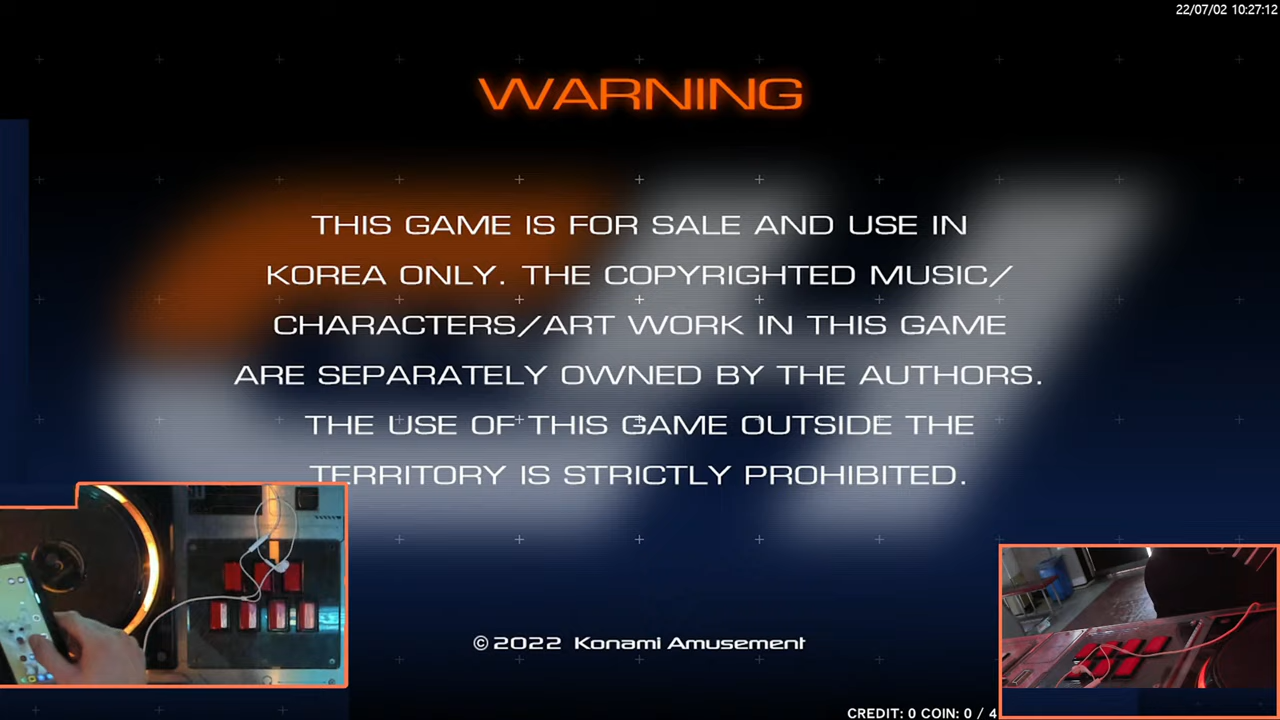 22/07/02 10:27:12
WARNING
THIS GAME IS FOR SALE AND USE IN
KOREA ONLY. THE COPYRIGHTED MUSIC/
CHARACTERS/ART WORK IN THIS GAME
ARE SEPARATELY OWNED BY THE AUTHORS.
THE USE OF THIS GAME OUTSIDE THE
TERRITORY IS STRICTLY PROHIBITED.
©2022 Konami Amusement
CREDIT: 0 COIN: 0 / 4